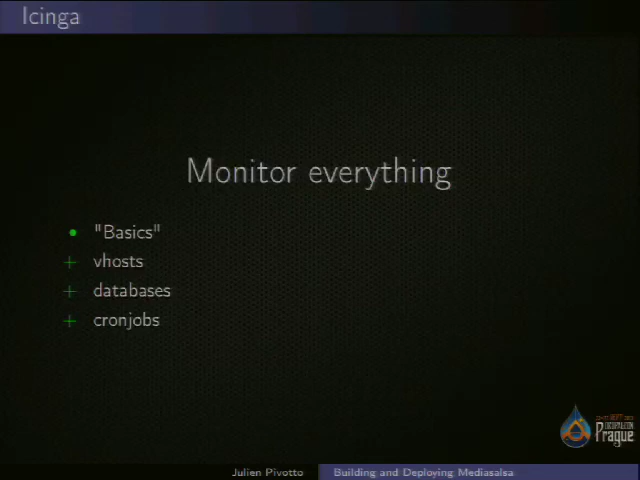 Icinga
Monitor everything
• "Basics"
+ vhosts
+ databases
+ cronjobs
Prague
Julien Pivotto
Building and Deploying Mediasalsa